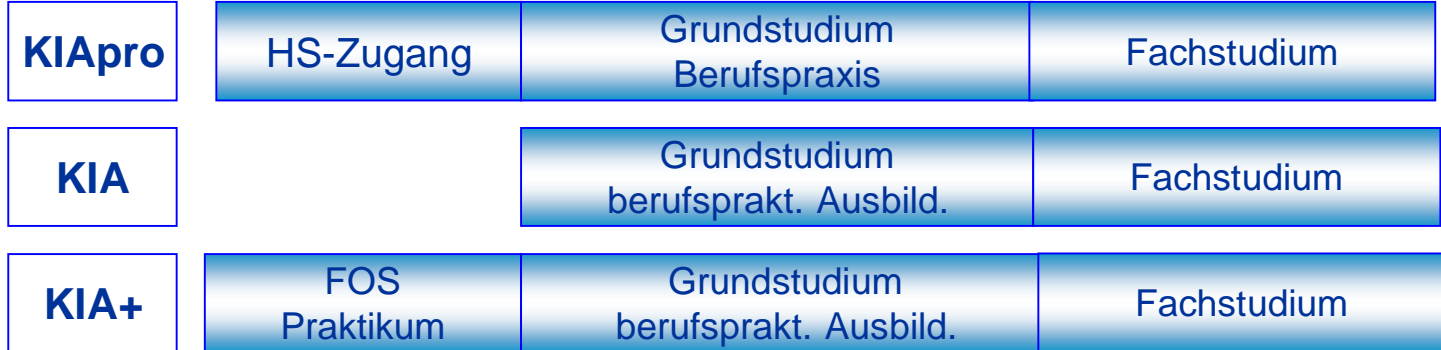 KIApro
HS-Zugang
Grundstudium
Berufspraxis
Fachstudium
KIA
Grundstudium
berufsprakt. Ausbild.
Fachstudium
KIA+
FOS
Praktikum
Grundstudium
berufsprakt. Ausbild.
Fachstudium